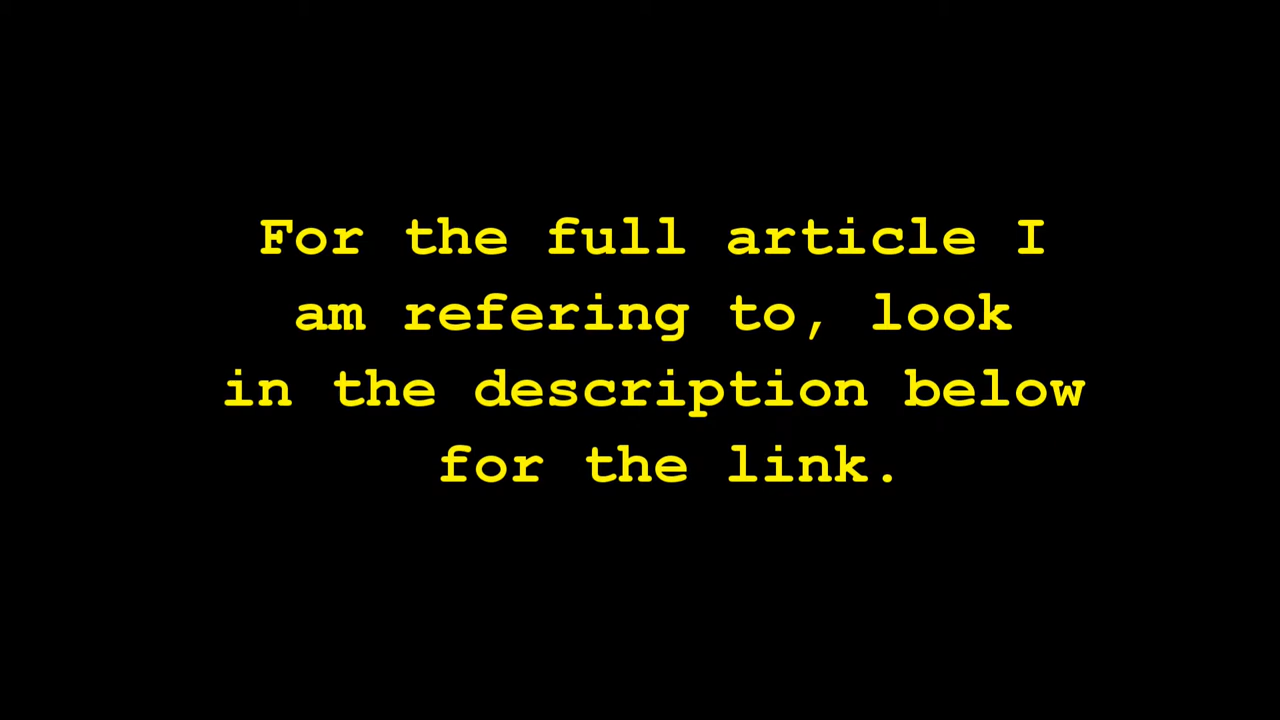 For the full article I
am refering to, look
in the description below
for the link.